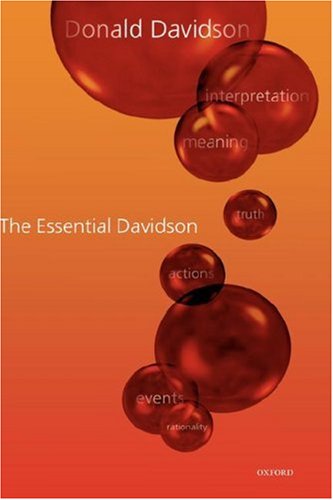 Donald Davidson
interpretation
meaning
truth
The Essential Davidson
actions
events
rationality
OXFORD